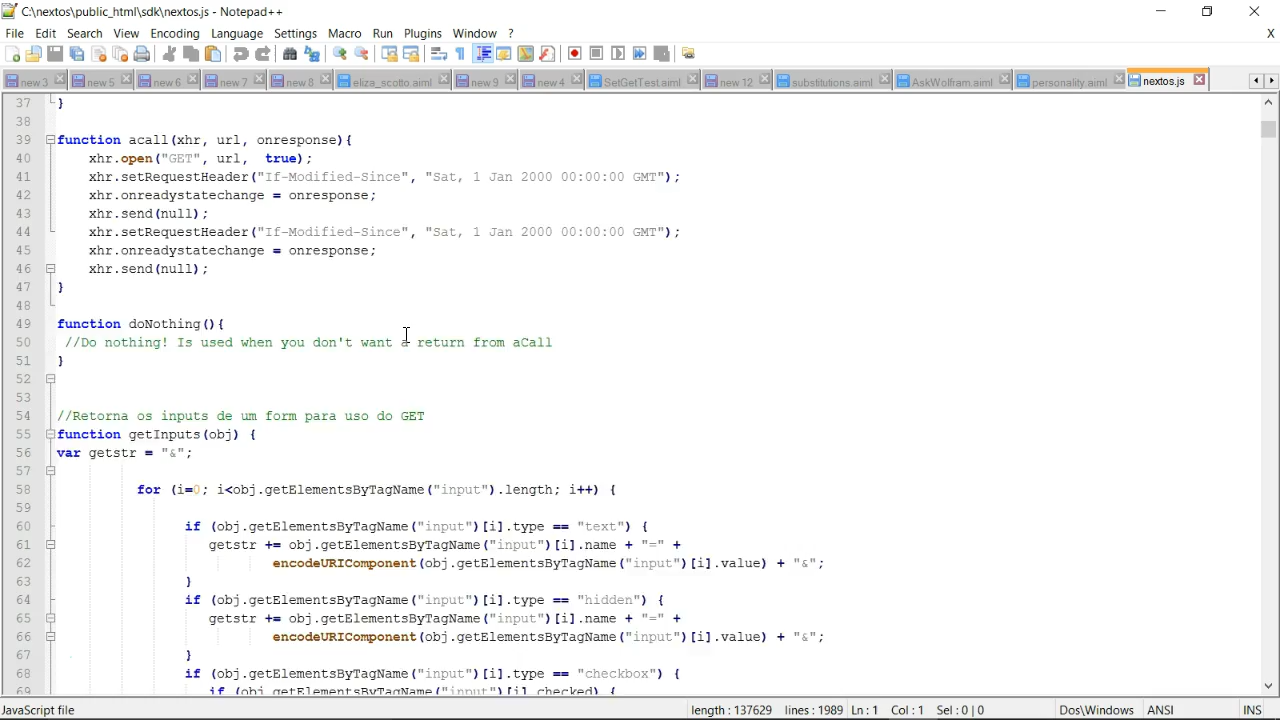 C:\nextos\public_html\sdk\nextos.js - Notepad++
File Edit Search View Encoding Language Settings Macro Run Plugins Window ? X
new 3 new 5 new 6 new 7 new 8 eliza_scotto.aiml new 9 new 4 SetGetTest.aiml new 12 substitutions.aiml AskWolfram.aiml personality.aiml nextos.js
37 }
38
39 function acall(xhr, url, onresponse){
40 xhr.open("GET", url, true);
41 xhr.setRequestHeader("If-Modified-Since", "Sat, 1 Jan 2000 00:00:00 GMT");
42 xhr.onreadystatechange = onresponse;
43 xhr.send(null);
44 xhr.setRequestHeader("If-Modified-Since", "Sat, 1 Jan 2000 00:00:00 GMT");
45 xhr.onreadystatechange = onresponse;
46 xhr.send(null);
47 }
48
49 function doNothing(){
50 //Do nothing! Is used when you don't want a return from aCall
51 }
52
53
54 //Retorna os inputs de um form para uso do GET
55 function getInputs(obj) {
56 var getstr = "&";
57
58 for (i=0; i<obj.getElementsByTagName("input").length; i++) {
59
60 if (obj.getElementsByTagName("input")[i].type == "text") {
61 getstr += obj.getElementsByTagName("input")[i].name + "=" +
62 encodeURIComponent(obj.getElementsByTagName("input")[i].value) + "&";
63 }
64 if (obj.getElementsByTagName("input")[i].type == "hidden") {
65 getstr += obj.getElementsByTagName("input")[i].name + "=" +
66 encodeURIComponent(obj.getElementsByTagName("input")[i].value) + "&";
67 }
68 if (obj.getElementsByTagName("input")[i].type == "checkbox") {
69 if (obj.getElementsByTagName("input")[i].checked) {
JavaScript file length : 137629 lines : 1989 Ln : 1 Col : 1 Sel : 0 | 0 Dos\Windows ANSI INS